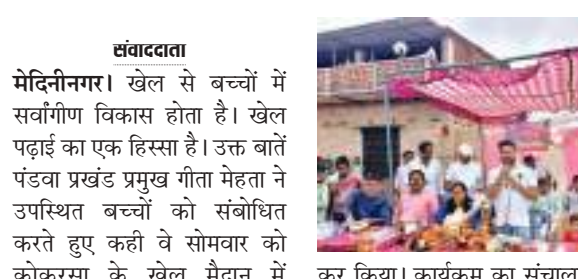 संवाददाता
मेदिनीनगर। खेल से बच्चों में
सर्वांगीण विकास होता है। खेल
पढ़ाई का एक हिस्सा है। उक्त बातें
पंडवा प्रखंड प्रमुख गीता मेहता ने
उपस्थित बच्चों को संबोधित
करते हुए कही वे सोमवार को
कोकरसा के खेल मैदान में
कर किया। कार्यक्रम का संचाल